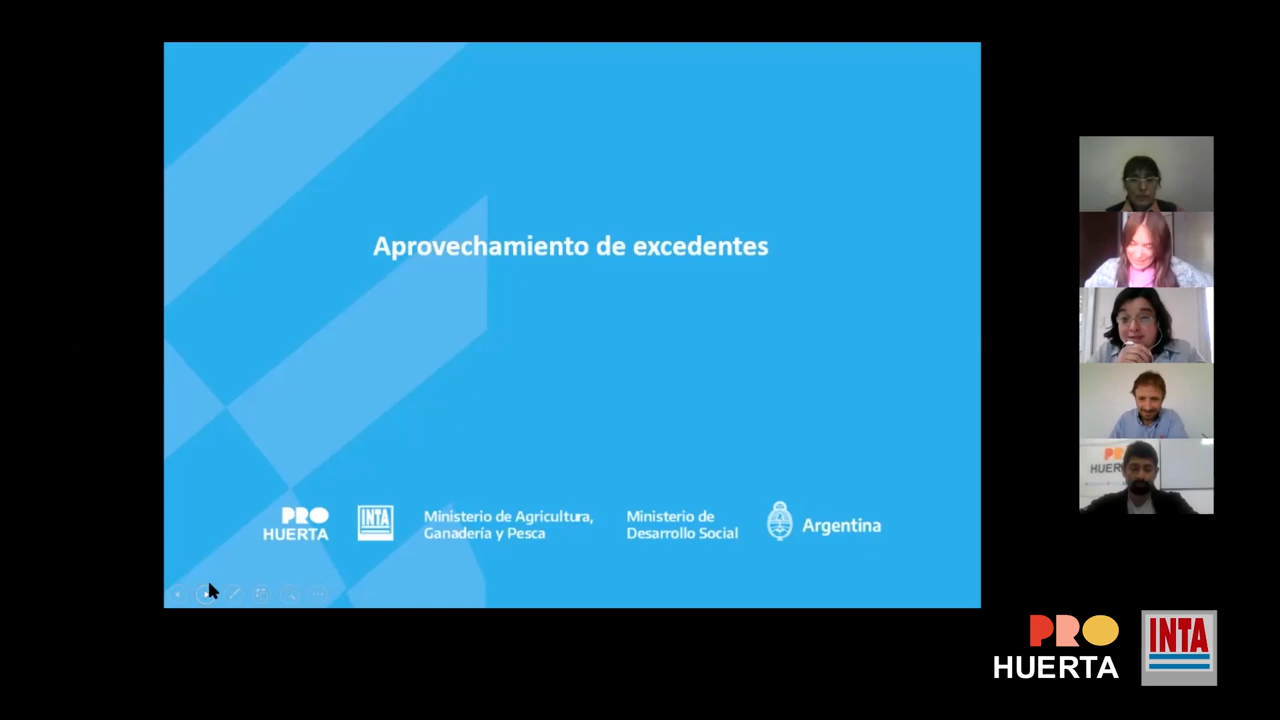 Aprovechamiento de excedentes
PRO
HUERTA
INTA
Ministerio de Agricultura,
Ganadería y Pesca
Ministerio de
Desarrollo Social
Argentina
PRO
HUERTA
INTA